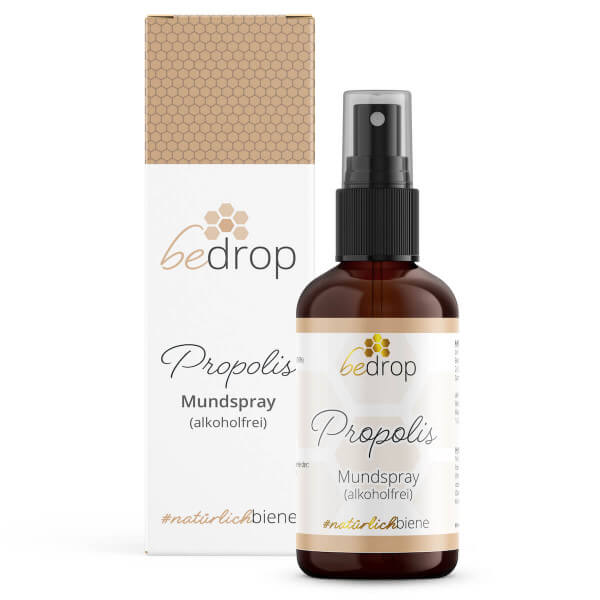 bedrop
Propolis
Mundspray
(alkoholfrei)
#natürlichbiene
bedrop
Propolis
Mundspray
(alkoholfrei)
#natürlichbiene